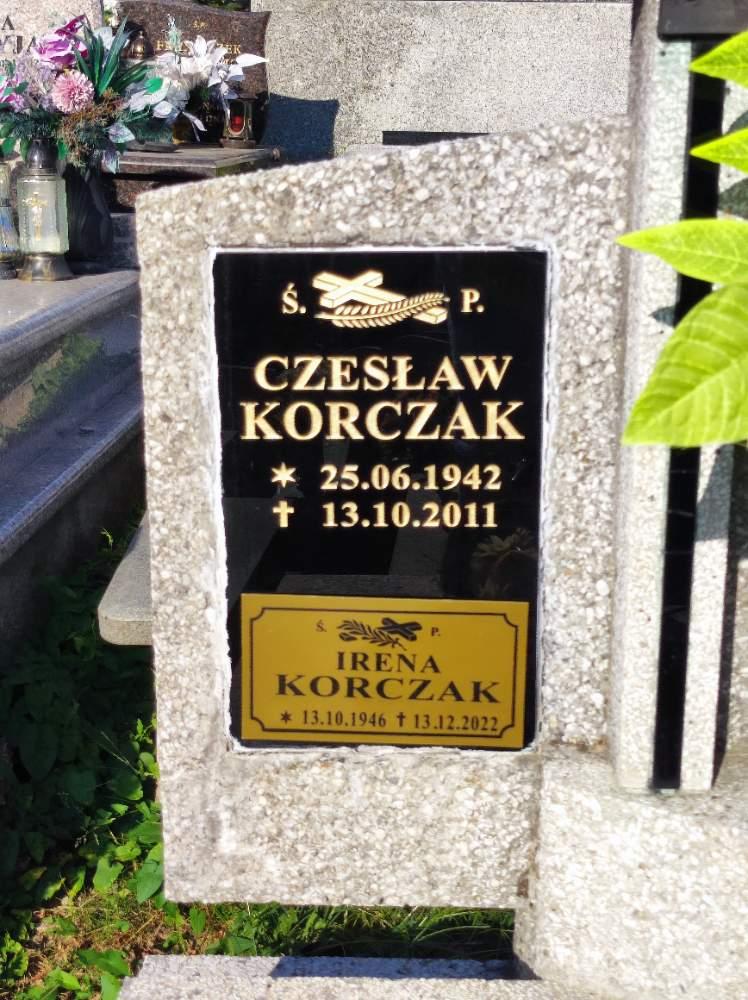 Ś. P.
CZESŁAW
KORCZAK
✶ 25.06.1942
✝ 13.10.2011
Ś. P.
IRENA
KORCZAK
✶ 13.10.1946 ✝ 13.12.2022